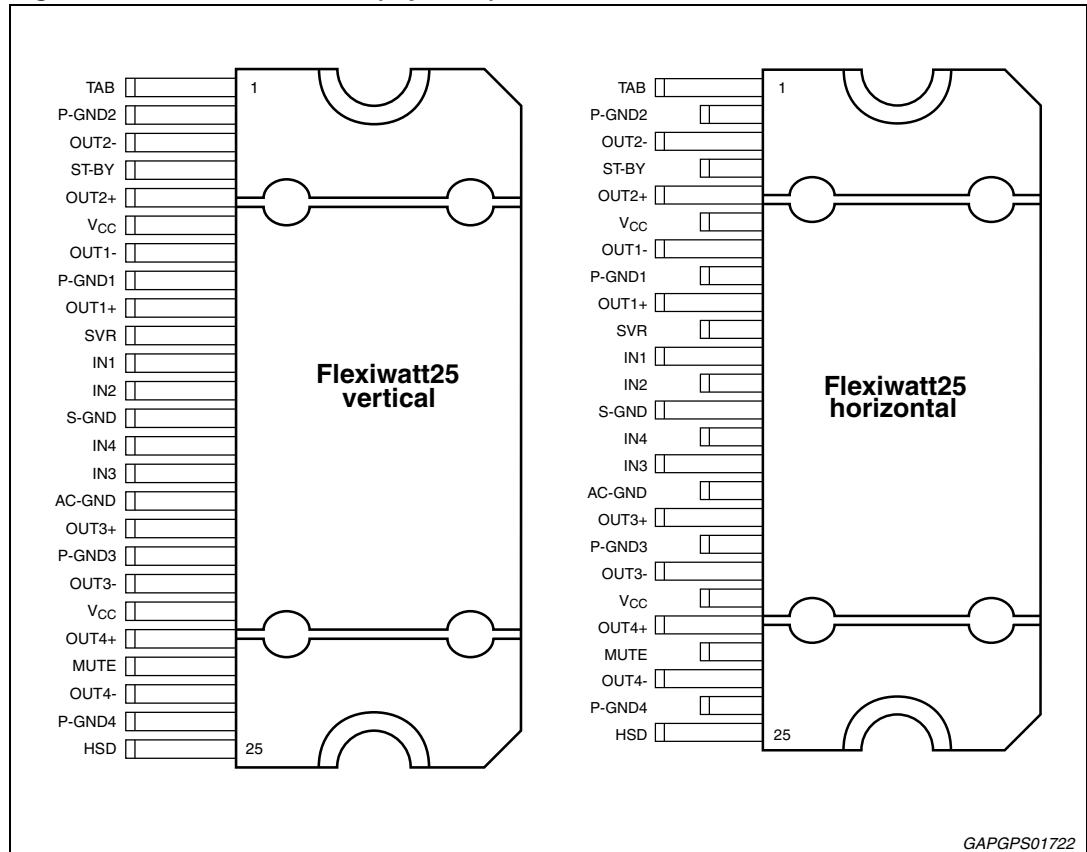 TAB
P-GND2
OUT2-
ST-BY
OUT2+
VCC
OUT1-
P-GND1
OUT1+
SVR
IN1
IN2
S-GND
IN4
IN3
AC-GND
OUT3+
P-GND3
OUT3-
VCC
OUT4+
MUTE
OUT4-
P-GND4
HSD
1
Flexiwatt25
vertical
25
TAB
P-GND2
OUT2-
ST-BY
OUT2+
VCC
OUT1-
P-GND1
OUT1+
SVR
IN1
IN2
S-GND
IN4
IN3
AC-GND
OUT3+
P-GND3
OUT3-
VCC
OUT4+
MUTE
OUT4-
P-GND4
HSD
1
Flexiwatt25
horizontal
25
GAPGPS01722